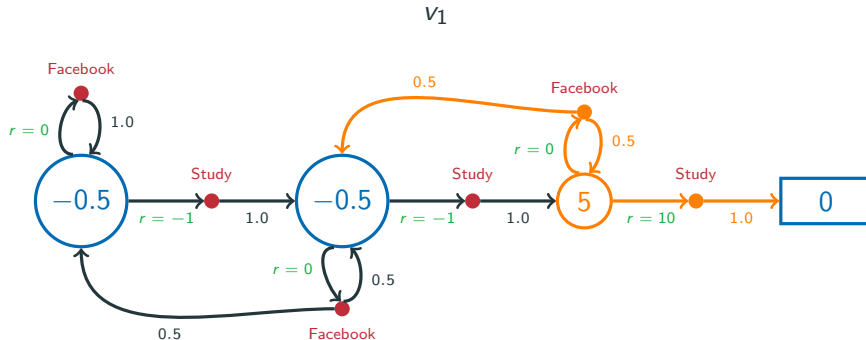 v₁
0.5
Facebook
Facebook
r = 0
1.0
r = 0
0.5
Study
Study
Study
−0.5
−0.5
5
0
r = −1
1.0
r = −1
1.0
r = 10
1.0
r = 0
0.5
0.5
Facebook